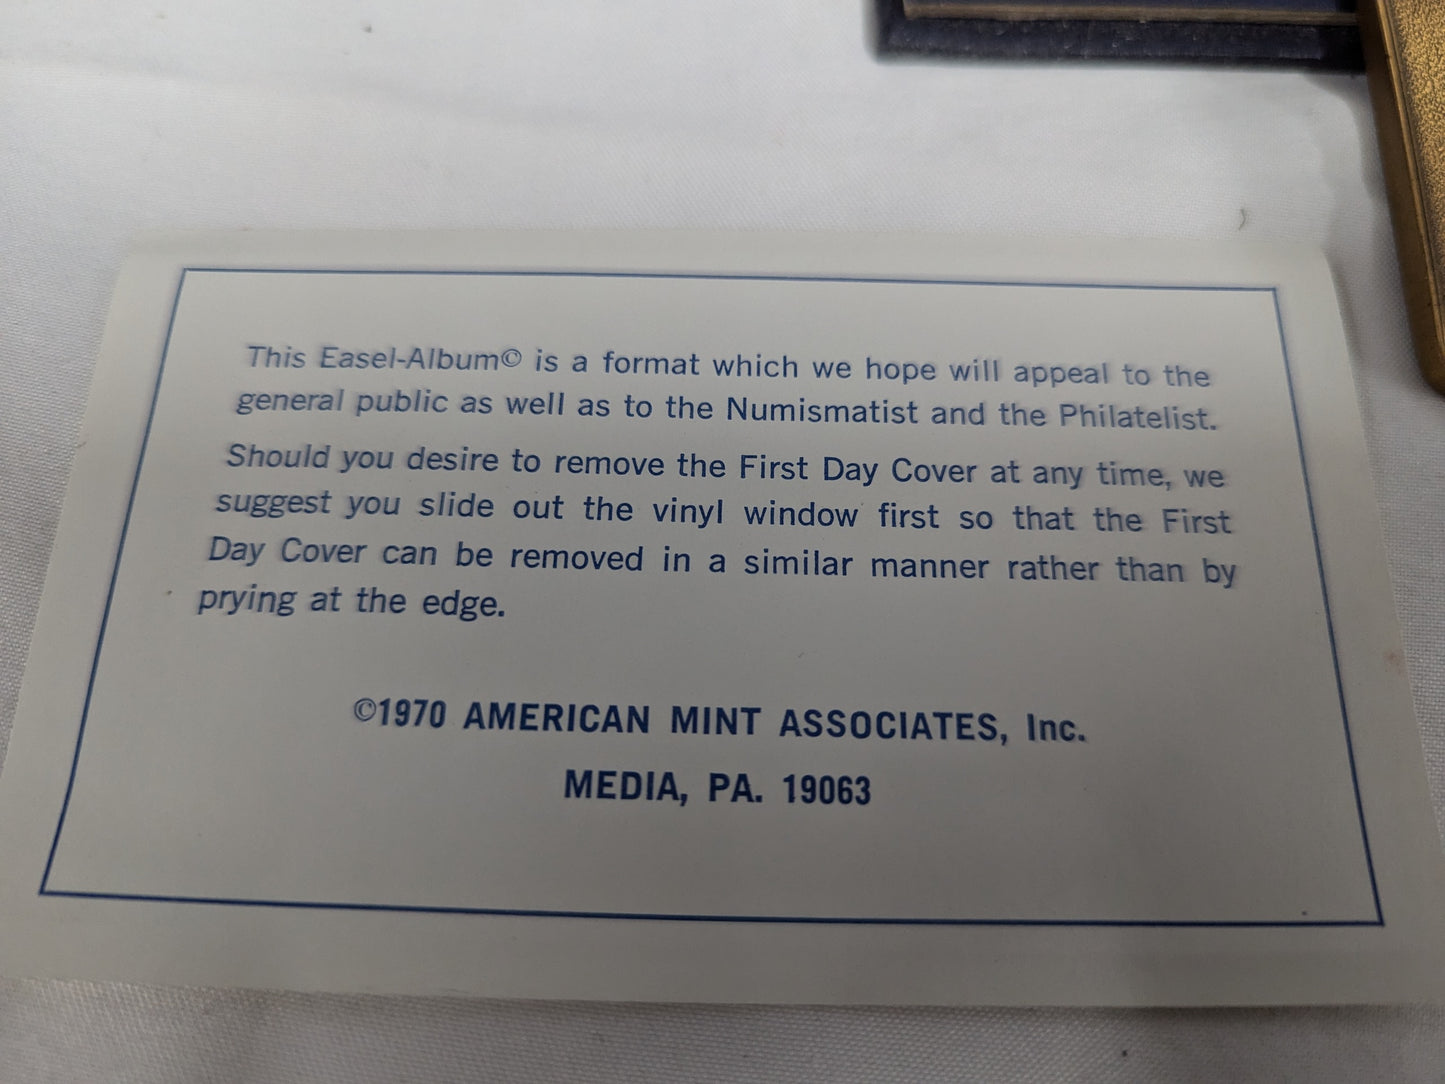 This Easel-Album© is a format which we hope will appeal to the
general public as well as to the Numismatist and the Philatelist.
Should you desire to remove the First Day Cover at any time, we
suggest you slide out the vinyl window first so that the First
Day Cover can be removed in a similar manner rather than by
prying at the edge.
©1970 AMERICAN MINT ASSOCIATES, Inc.
MEDIA, PA. 19063